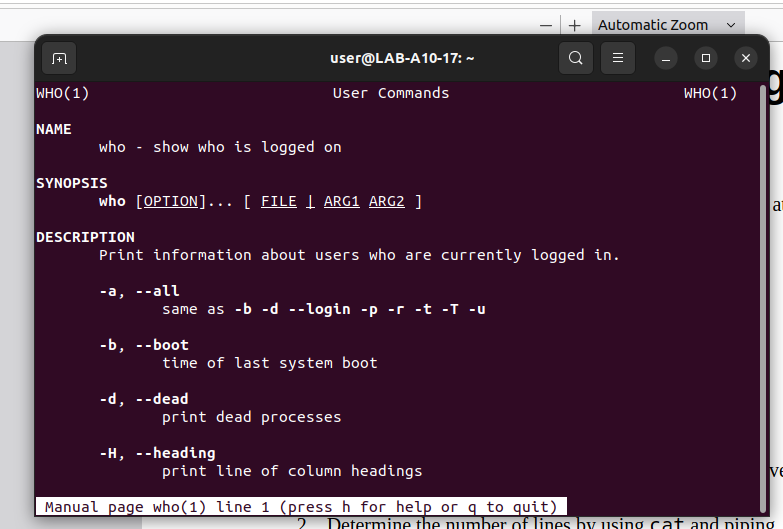 Automatic Zoom
user@LAB-A10-17: ~
WHO(1) User Commands WHO(1)
NAME
who - show who is logged on
SYNOPSIS
who [OPTION]... [ FILE | ARG1 ARG2 ]
DESCRIPTION
Print information about users who are currently logged in.
-a, --all
same as -b -d --login -p -r -t -T -u
-b, --boot
time of last system boot
-d, --dead
print dead processes
-H, --heading
print line of column headings
Manual page who(1) line 1 (press h for help or q to quit)
2. Determine the number of lines by using cat and piping